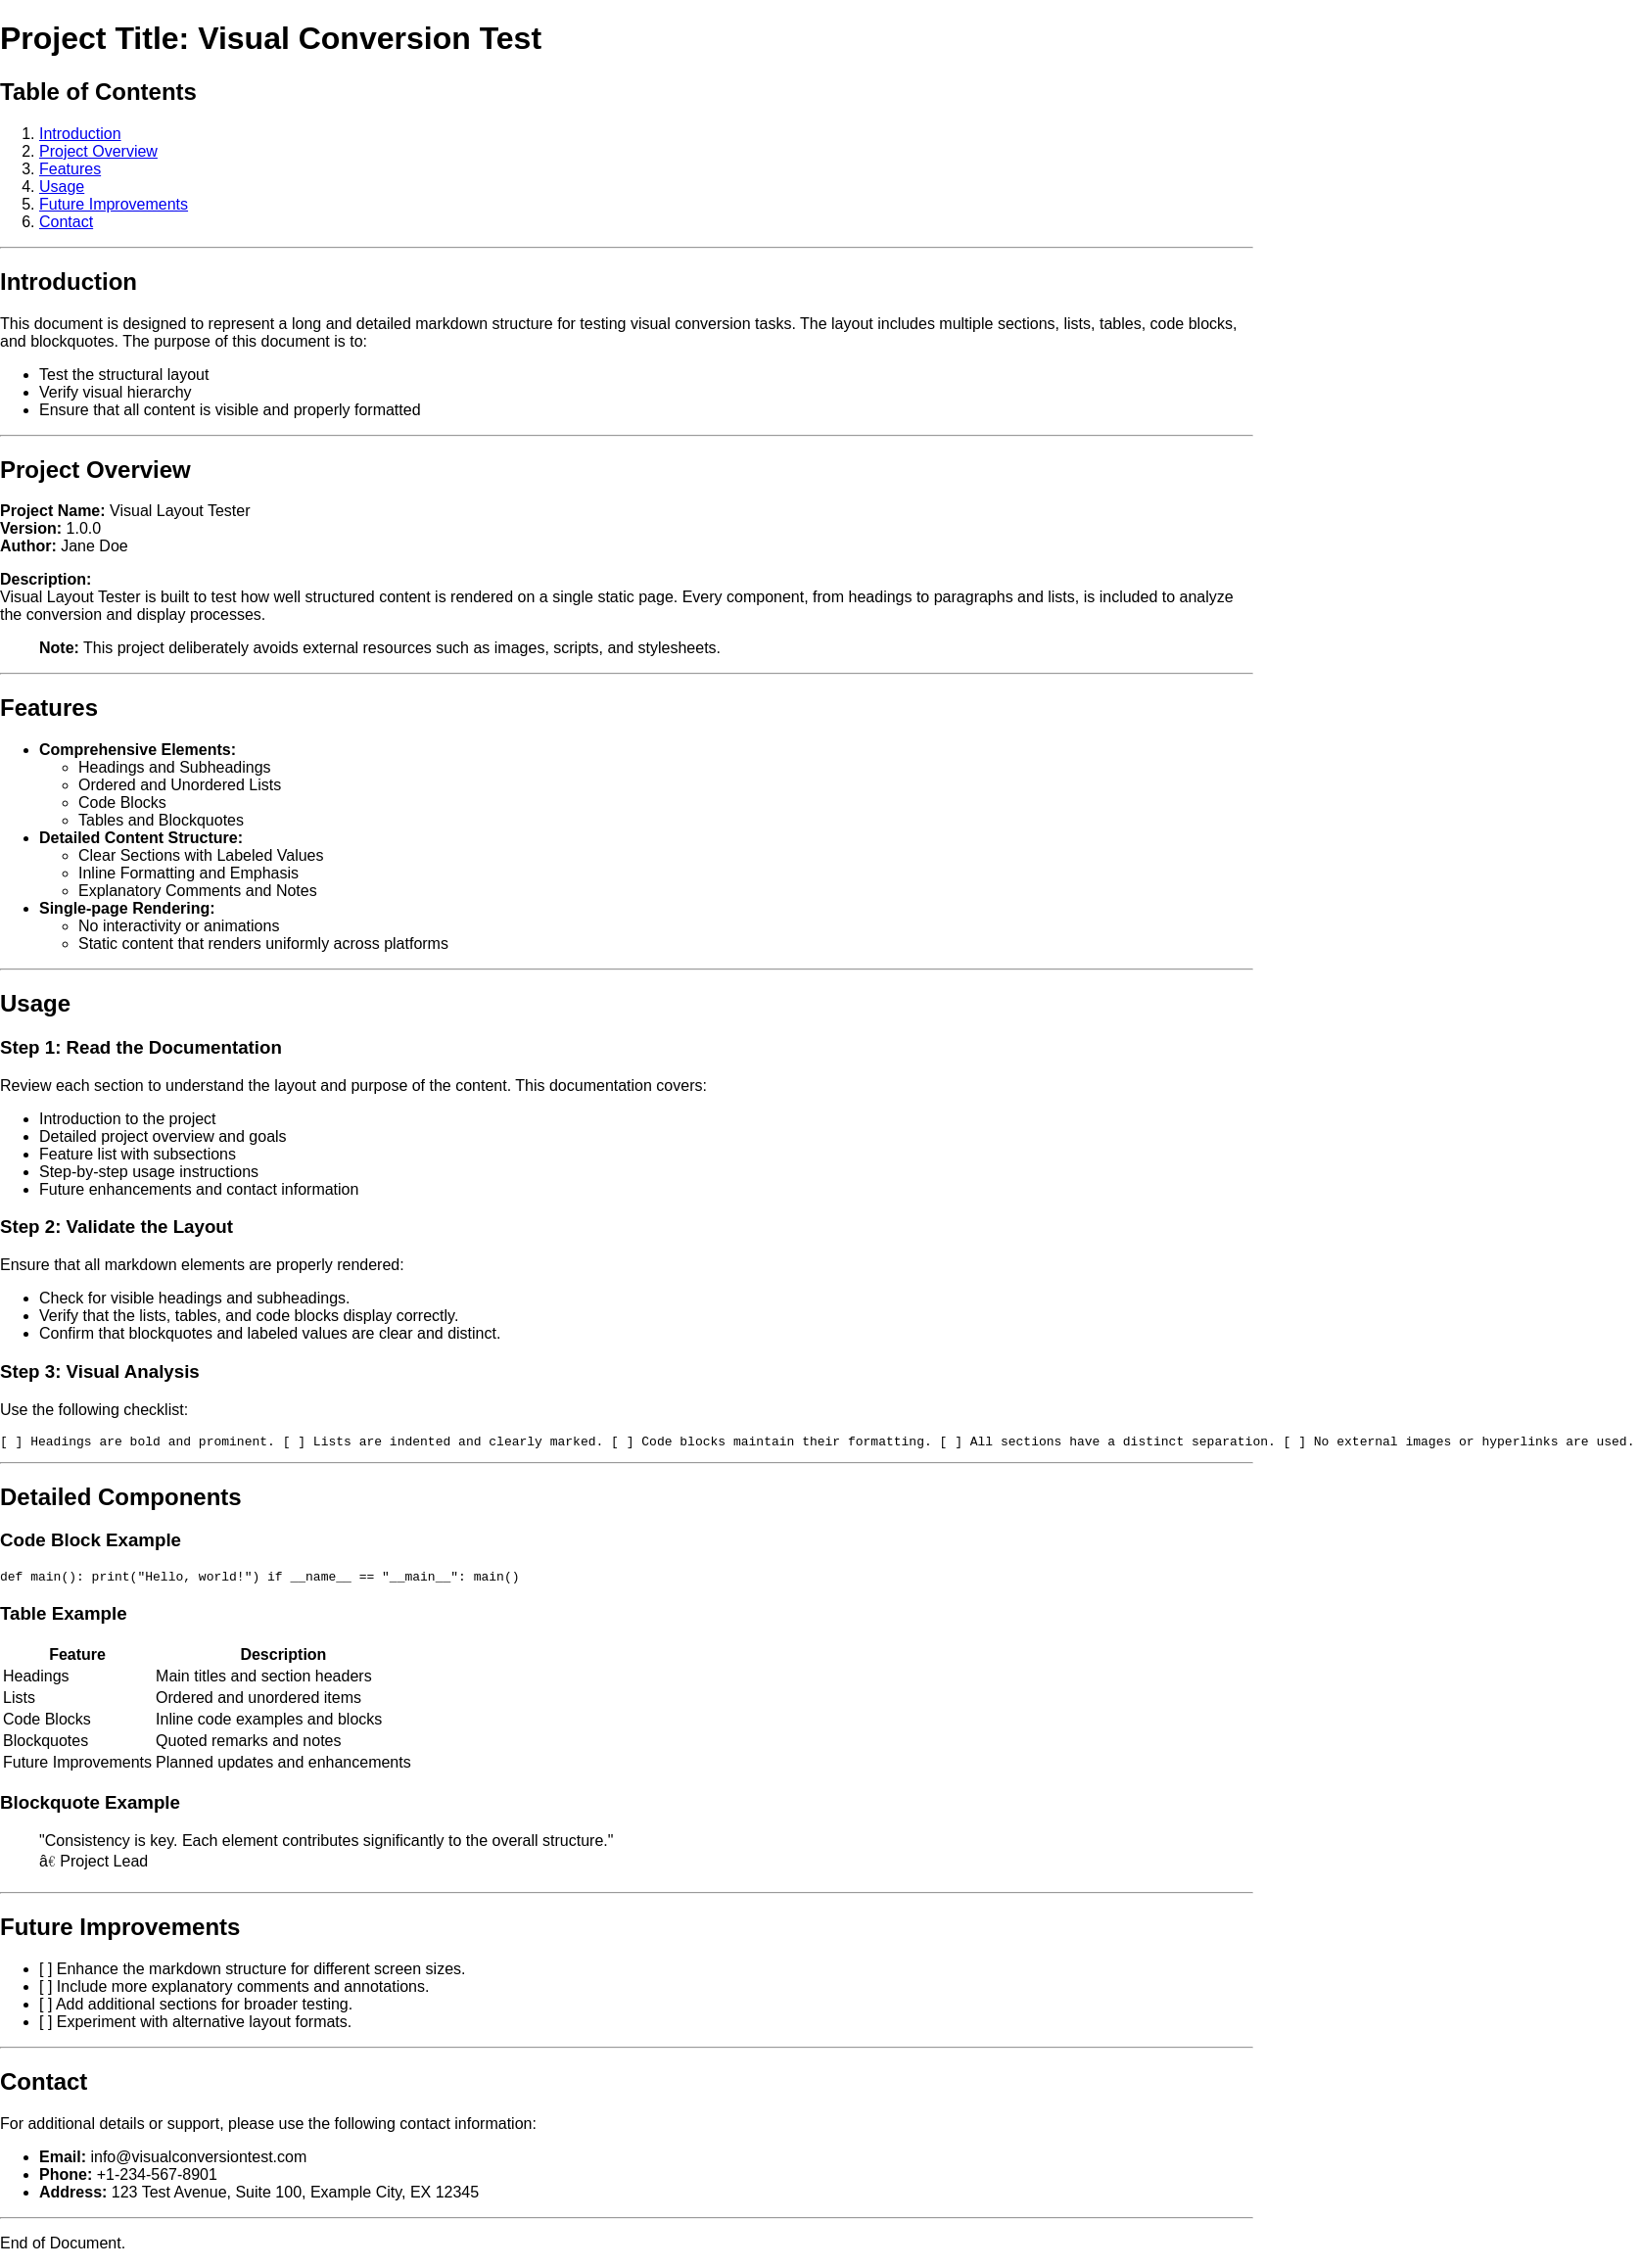 Project Title: Visual Conversion Test
Table of Contents
1. Introduction
2. Project Overview
3. Features
4. Usage
5. Future Improvements
6. Contact
Introduction
This document is designed to represent a long and detailed markdown structure for testing visual conversion tasks. The layout includes multiple sections, lists, tables, code blocks,
and blockquotes. The purpose of this document is to:
• Test the structural layout
• Verify visual hierarchy
• Ensure that all content is visible and properly formatted
Project Overview
Project Name: Visual Layout Tester
Version: 1.0.0
Author: Jane Doe
Description:
Visual Layout Tester is built to test how well structured content is rendered on a single static page. Every component, from headings to paragraphs and lists, is included to analyze
the conversion and display processes.
Note: This project deliberately avoids external resources such as images, scripts, and stylesheets.
Features
• Comprehensive Elements:
◦ Headings and Subheadings
◦ Ordered and Unordered Lists
◦ Code Blocks
◦ Tables and Blockquotes
• Detailed Content Structure:
◦ Clear Sections with Labeled Values
◦ Inline Formatting and Emphasis
◦ Explanatory Comments and Notes
• Single-page Rendering:
◦ No interactivity or animations
◦ Static content that renders uniformly across platforms
Usage
Step 1: Read the Documentation
Review each section to understand the layout and purpose of the content. This documentation covers:
• Introduction to the project
• Detailed project overview and goals
• Feature list with subsections
• Step-by-step usage instructions
• Future enhancements and contact information
Step 2: Validate the Layout
Ensure that all markdown elements are properly rendered:
• Check for visible headings and subheadings.
• Verify that the lists, tables, and code blocks display correctly.
• Confirm that blockquotes and labeled values are clear and distinct.
Step 3: Visual Analysis
Use the following checklist:
[ ] Headings are bold and prominent. [ ] Lists are indented and clearly marked. [ ] Code blocks maintain their formatting. [ ] All sections have a distinct separation. [ ] No external images or hyperlinks are used.
Detailed Components
Code Block Example
def main(): print("Hello, world!") if __name__ == "__main__": main()
Table Example
Feature Description
Headings Main titles and section headers
Lists Ordered and unordered items
Code Blocks Inline code examples and blocks
Blockquotes Quoted remarks and notes
Future Improvements Planned updates and enhancements
Blockquote Example
"Consistency is key. Each element contributes significantly to the overall structure."
â€ Project Lead
Future Improvements
• [ ] Enhance the markdown structure for different screen sizes.
• [ ] Include more explanatory comments and annotations.
• [ ] Add additional sections for broader testing.
• [ ] Experiment with alternative layout formats.
Contact
For additional details or support, please use the following contact information:
• Email: info@visualconversiontest.com
• Phone: +1-234-567-8901
• Address: 123 Test Avenue, Suite 100, Example City, EX 12345
End of Document.